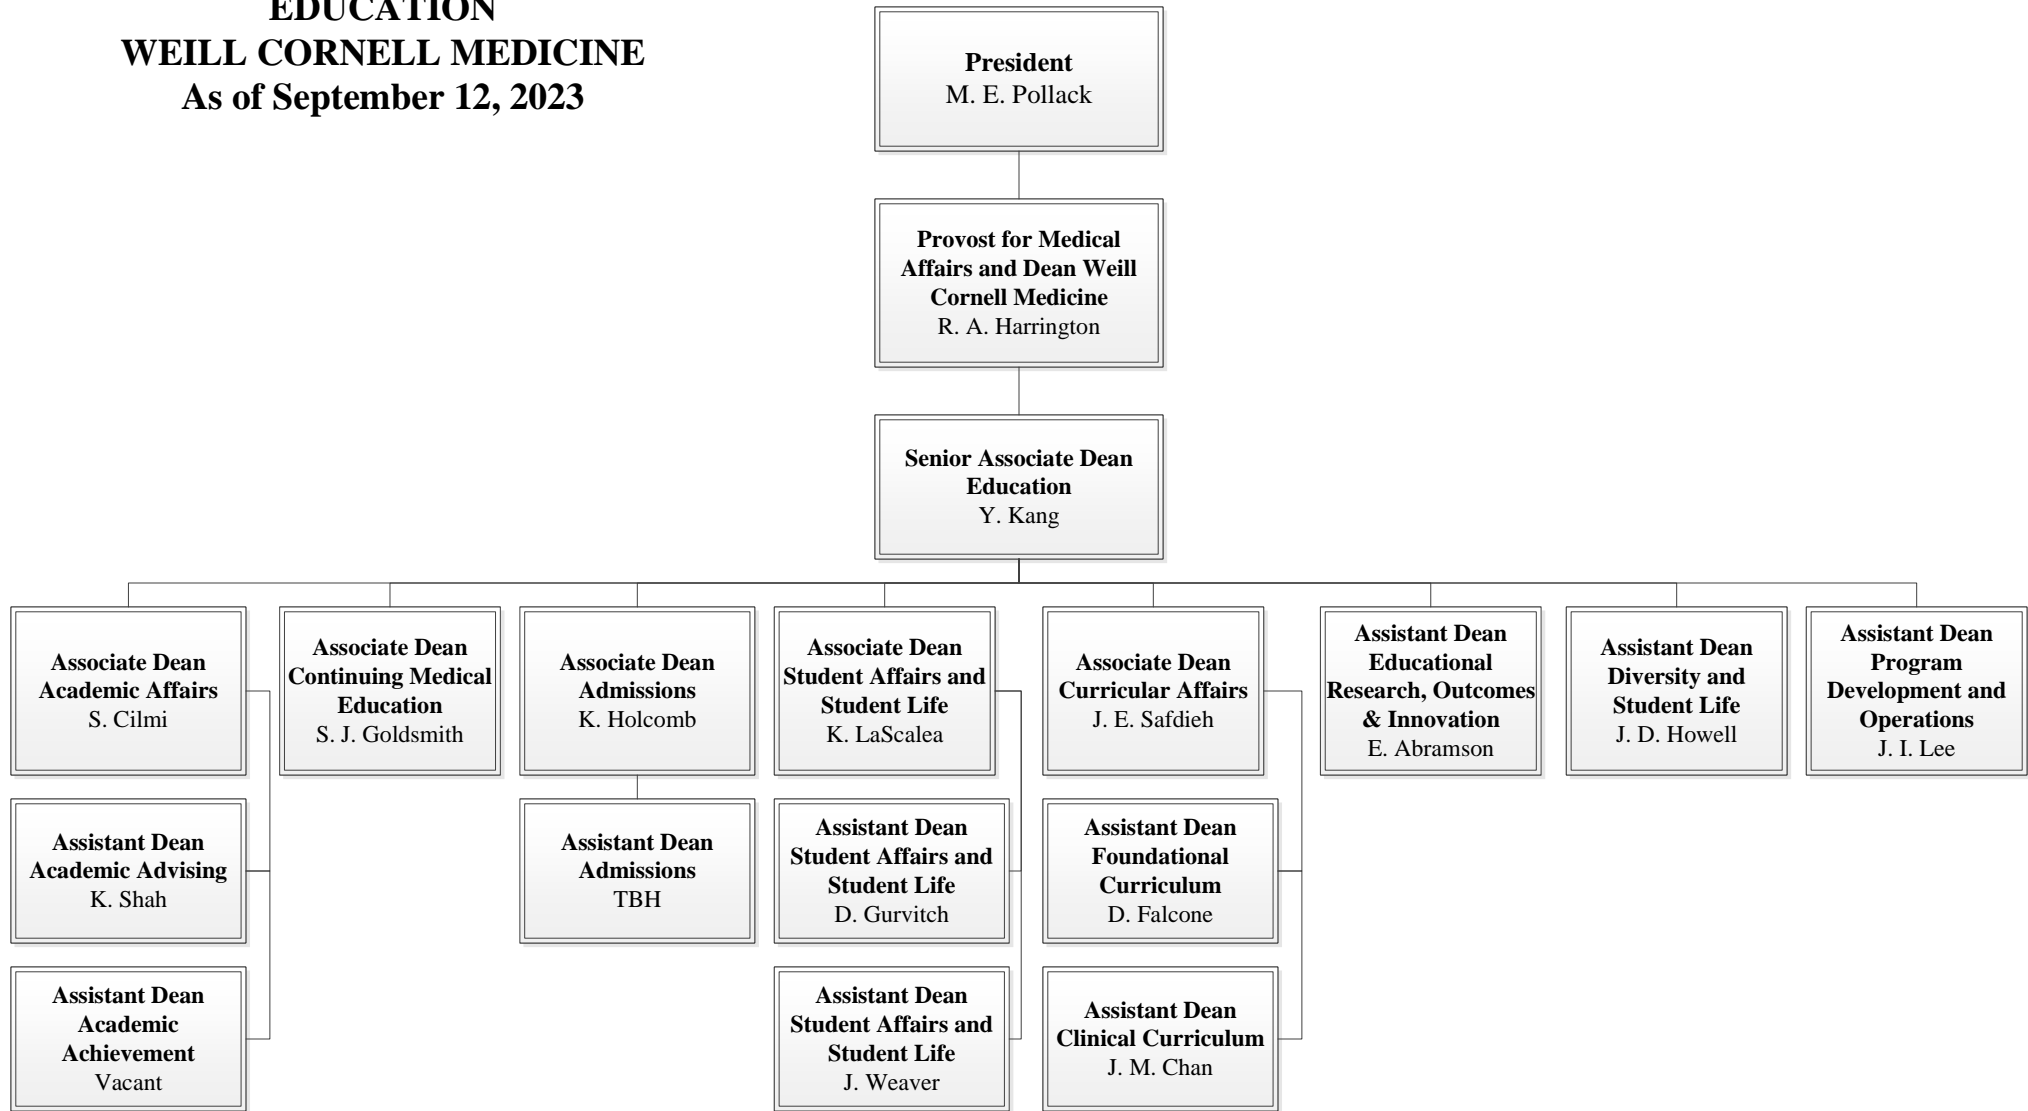 EDUCATION
WEILL CORNELL MEDICINE
As of September 12, 2023
President
M. E. Pollack
Provost for Medical
Affairs and Dean Weill
Cornell Medicine
R. A. Harrington
Senior Associate Dean
Education
Y. Kang
Associate Dean
Academic Affairs
S. Cilmi
Associate Dean
Continuing Medical
Education
S. J. Goldsmith
Associate Dean
Admissions
K. Holcomb
Associate Dean
Student Affairs and
Student Life
K. LaScalea
Associate Dean
Curricular Affairs
J. E. Safdieh
Assistant Dean
Educational
Research, Outcomes
& Innovation
E. Abramson
Assistant Dean
Diversity and
Student Life
J. D. Howell
Assistant Dean
Program
Development and
Operations
J. I. Lee
Assistant Dean
Academic Advising
K. Shah
Assistant Dean
Admissions
TBH
Assistant Dean
Student Affairs and
Student Life
D. Gurvitch
Assistant Dean
Foundational
Curriculum
D. Falcone
Assistant Dean
Academic
Achievement
Vacant
Assistant Dean
Student Affairs and
Student Life
J. Weaver
Assistant Dean
Clinical Curriculum
J. M. Chan